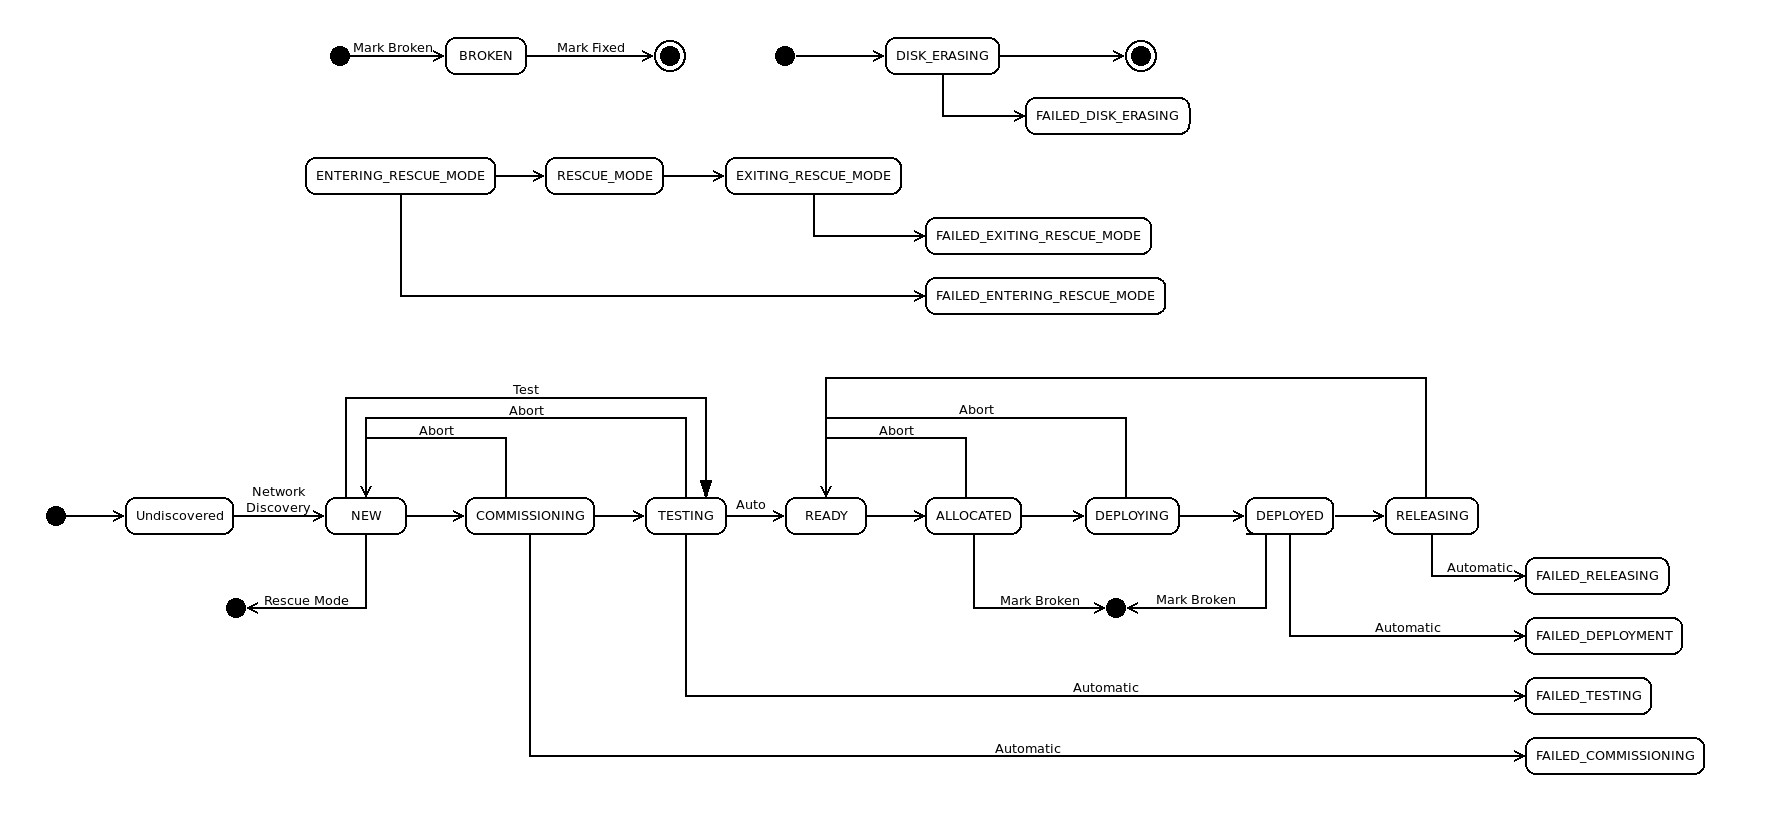 Mark Broken
BROKEN
Mark Fixed
DISK_ERASING
FAILED_DISK_ERASING
ENTERING_RESCUE_MODE
RESCUE_MODE
EXITING_RESCUE_MODE
FAILED_EXITING_RESCUE_MODE
FAILED_ENTERING_RESCUE_MODE
Test
Abort
Abort
Abort
Abort
Undiscovered
Network
Discovery
NEW
COMMISSIONING
TESTING
Auto
READY
ALLOCATED
DEPLOYING
DEPLOYED
RELEASING
Automatic
FAILED_RELEASING
Rescue Mode
Mark Broken
Mark Broken
Automatic
FAILED_DEPLOYMENT
Automatic
FAILED_TESTING
Automatic
FAILED_COMMISSIONING